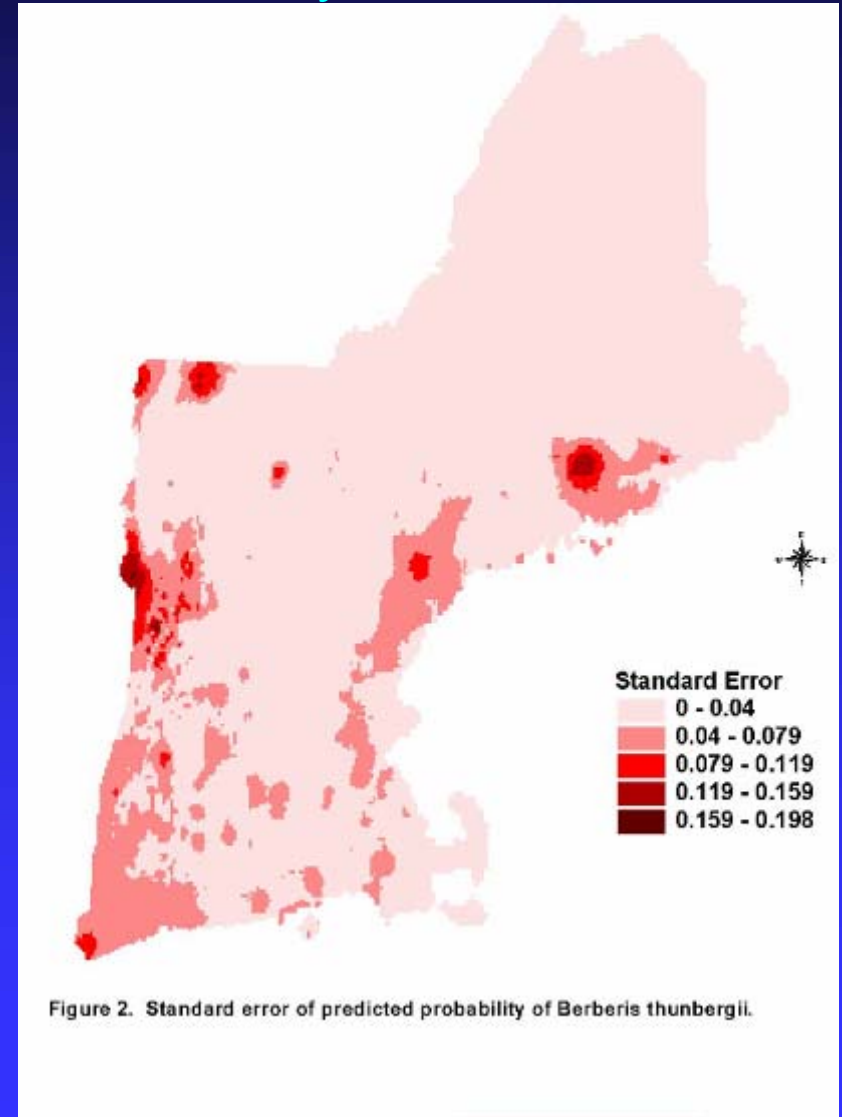 Standard Error
0 - 0.04
0.04 - 0.079
0.079 - 0.119
0.119 - 0.159
0.159 - 0.198
Figure 2. Standard error of predicted probability of Berberis thunbergii.